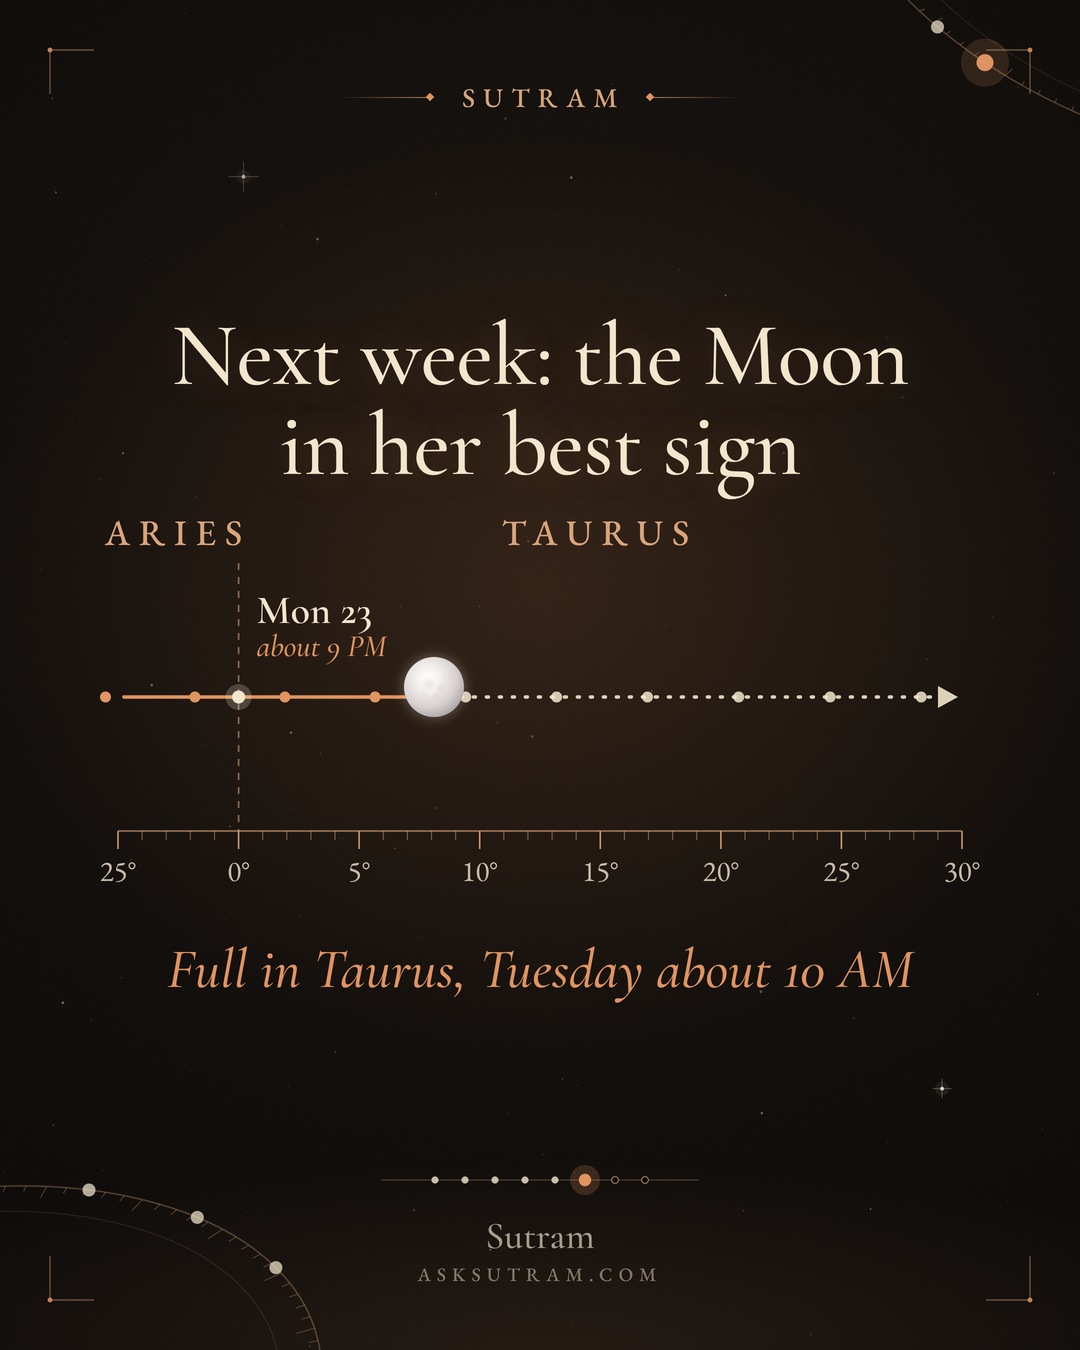 SUTRAM
Next week: the Moon
in her best sign
ARIES TAURUS
Mon 23
about 9 PM
25° 0° 5° 10° 15° 20° 25° 30°
Full in Taurus, Tuesday about 10 AM
Sutram
ASKSUTRAM.COM